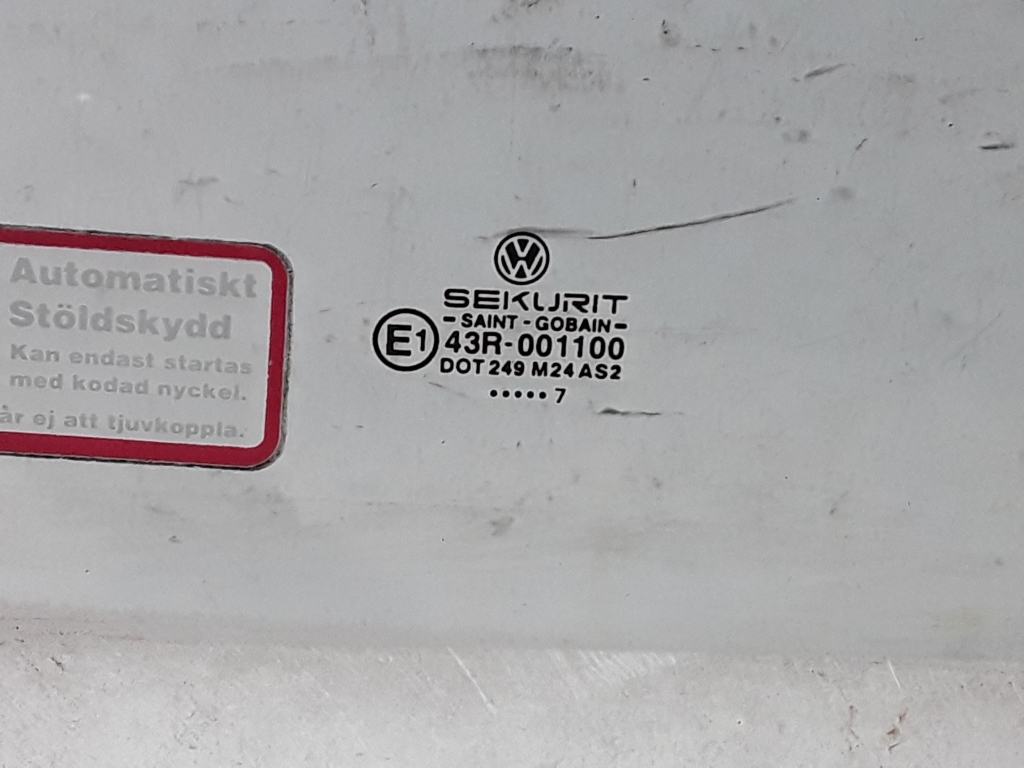 Automatiskt
Stöldskydd
Kan endast startas
med kodad nyckel.
år ej att tjuvkoppla.
VW
SEKURIT
- SAINT - GOBAIN -
E1 43R-001100
DOT 249 M24 AS2
..... 7